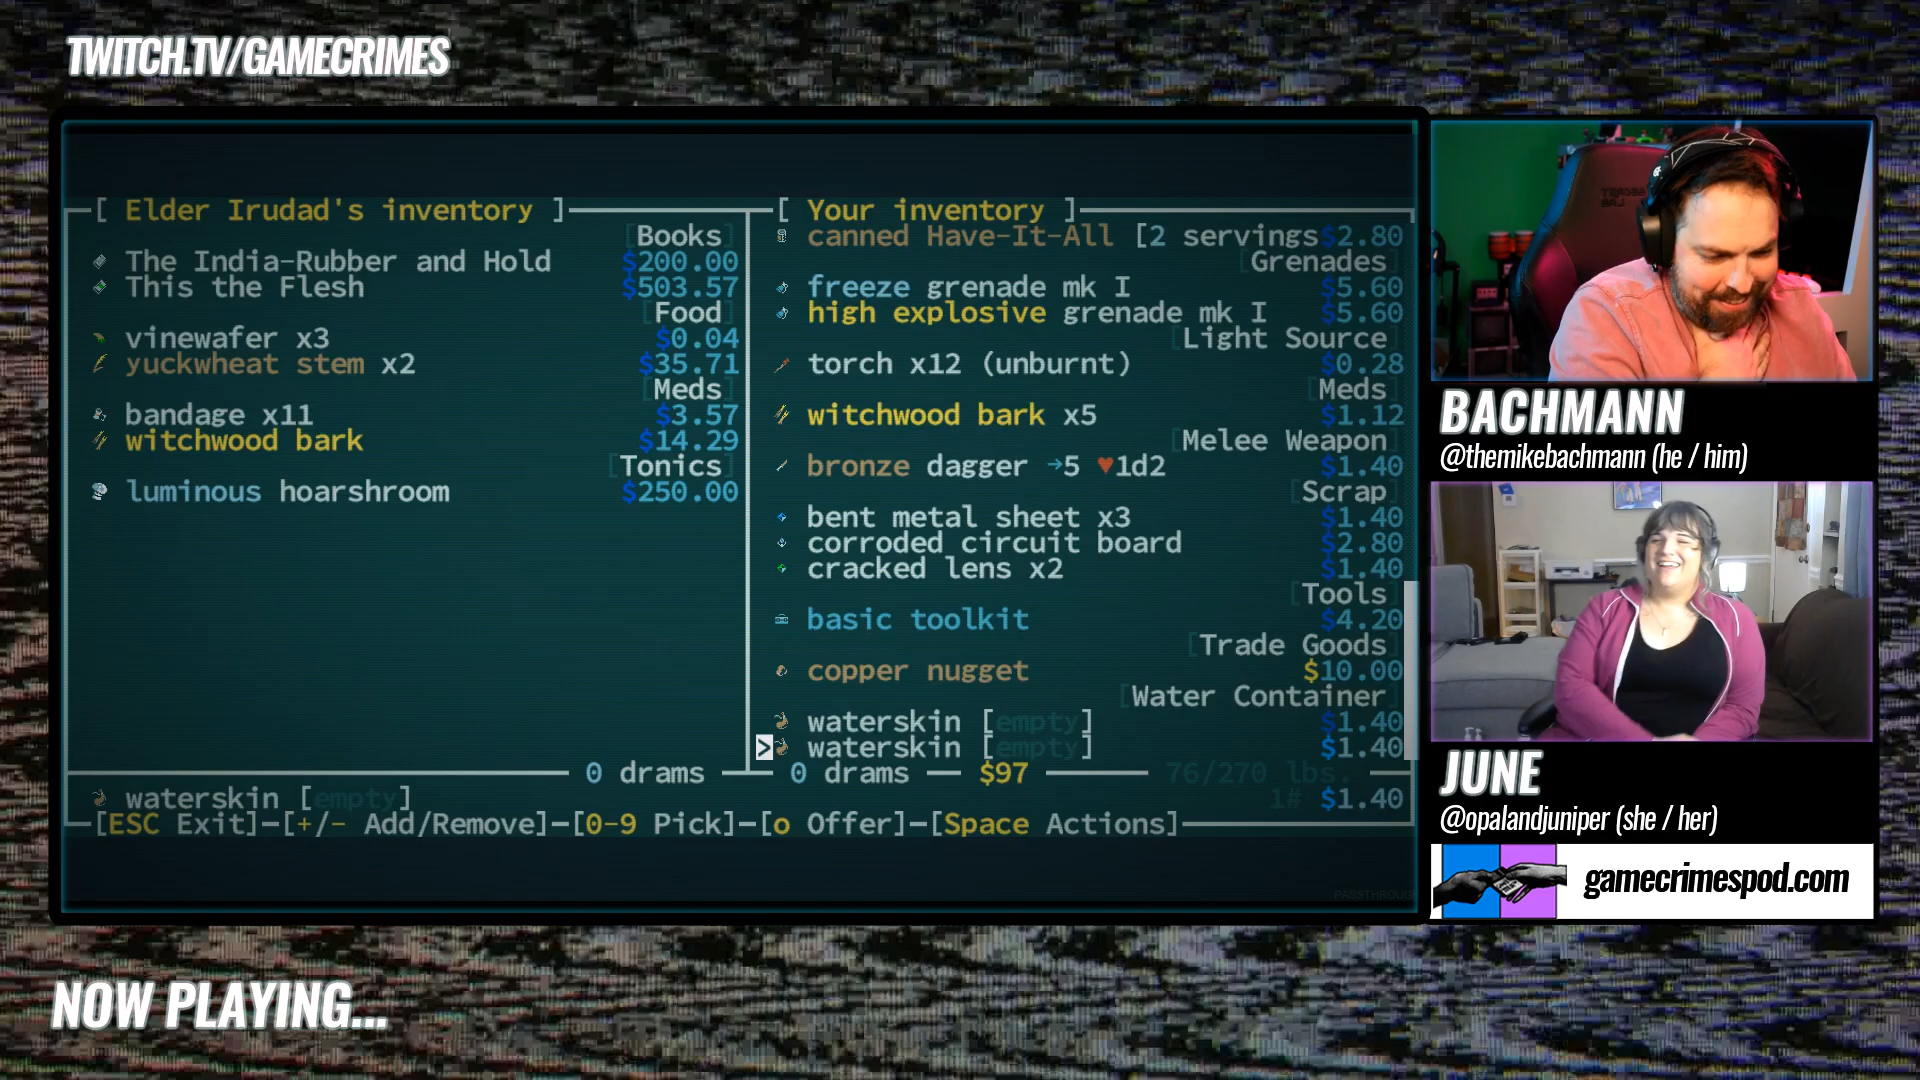 TWITCH.TV/GAMECRIMES
[ Elder Irudad's inventory ]
[Books]
The India-Rubber and Hold $200.00
This the Flesh $503.57
[Food]
vinewafer x3 $0.04
yuckwheat stem x2 $35.71
[Meds]
bandage x11 $3.57
witchwood bark $14.29
[Tonics]
luminous hoarshroom $250.00
0 drams
[ Your inventory ]
canned Have-It-All [2 servings $2.80
[Grenades]
freeze grenade mk I $5.60
high explosive grenade mk I $5.60
[Light Source]
torch x12 (unburnt) $0.28
[Meds]
witchwood bark x5 $1.12
[Melee Weapon]
bronze dagger →5 ♥1d2 $1.40
[Scrap]
bent metal sheet x3 $1.40
corroded circuit board $2.80
cracked lens x2 $1.40
[Tools]
basic toolkit $4.20
[Trade Goods]
copper nugget $10.00
[Water Container]
waterskin [empty] $1.40
> waterskin [empty] $1.40
0 drams $97 76/270 lbs.
waterskin [empty] 1# $1.40
[ESC Exit]-[+/- Add/Remove]-[0-9 Pick]-[o Offer]-[Space Actions]
BACHMANN
@themikebachmann (he / him)
JUNE
@opalandjuniper (she / her)
gamecrimespod.com
NOW PLAYING...